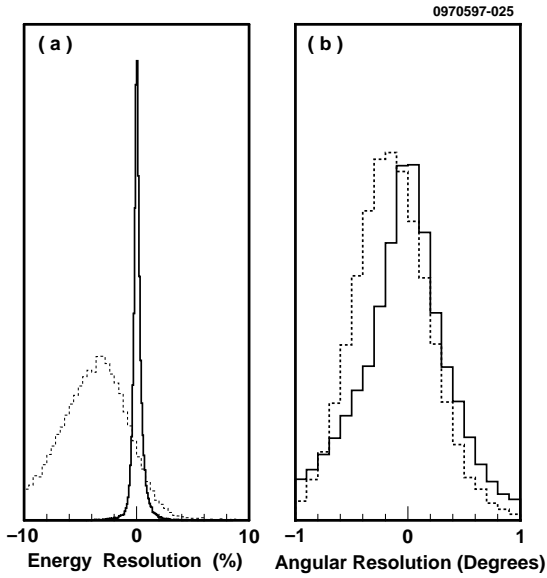 0970597-025
( a ) ( b )
−10 0 10 −1 0 1
Energy Resolution (%) Angular Resolution (Degrees)